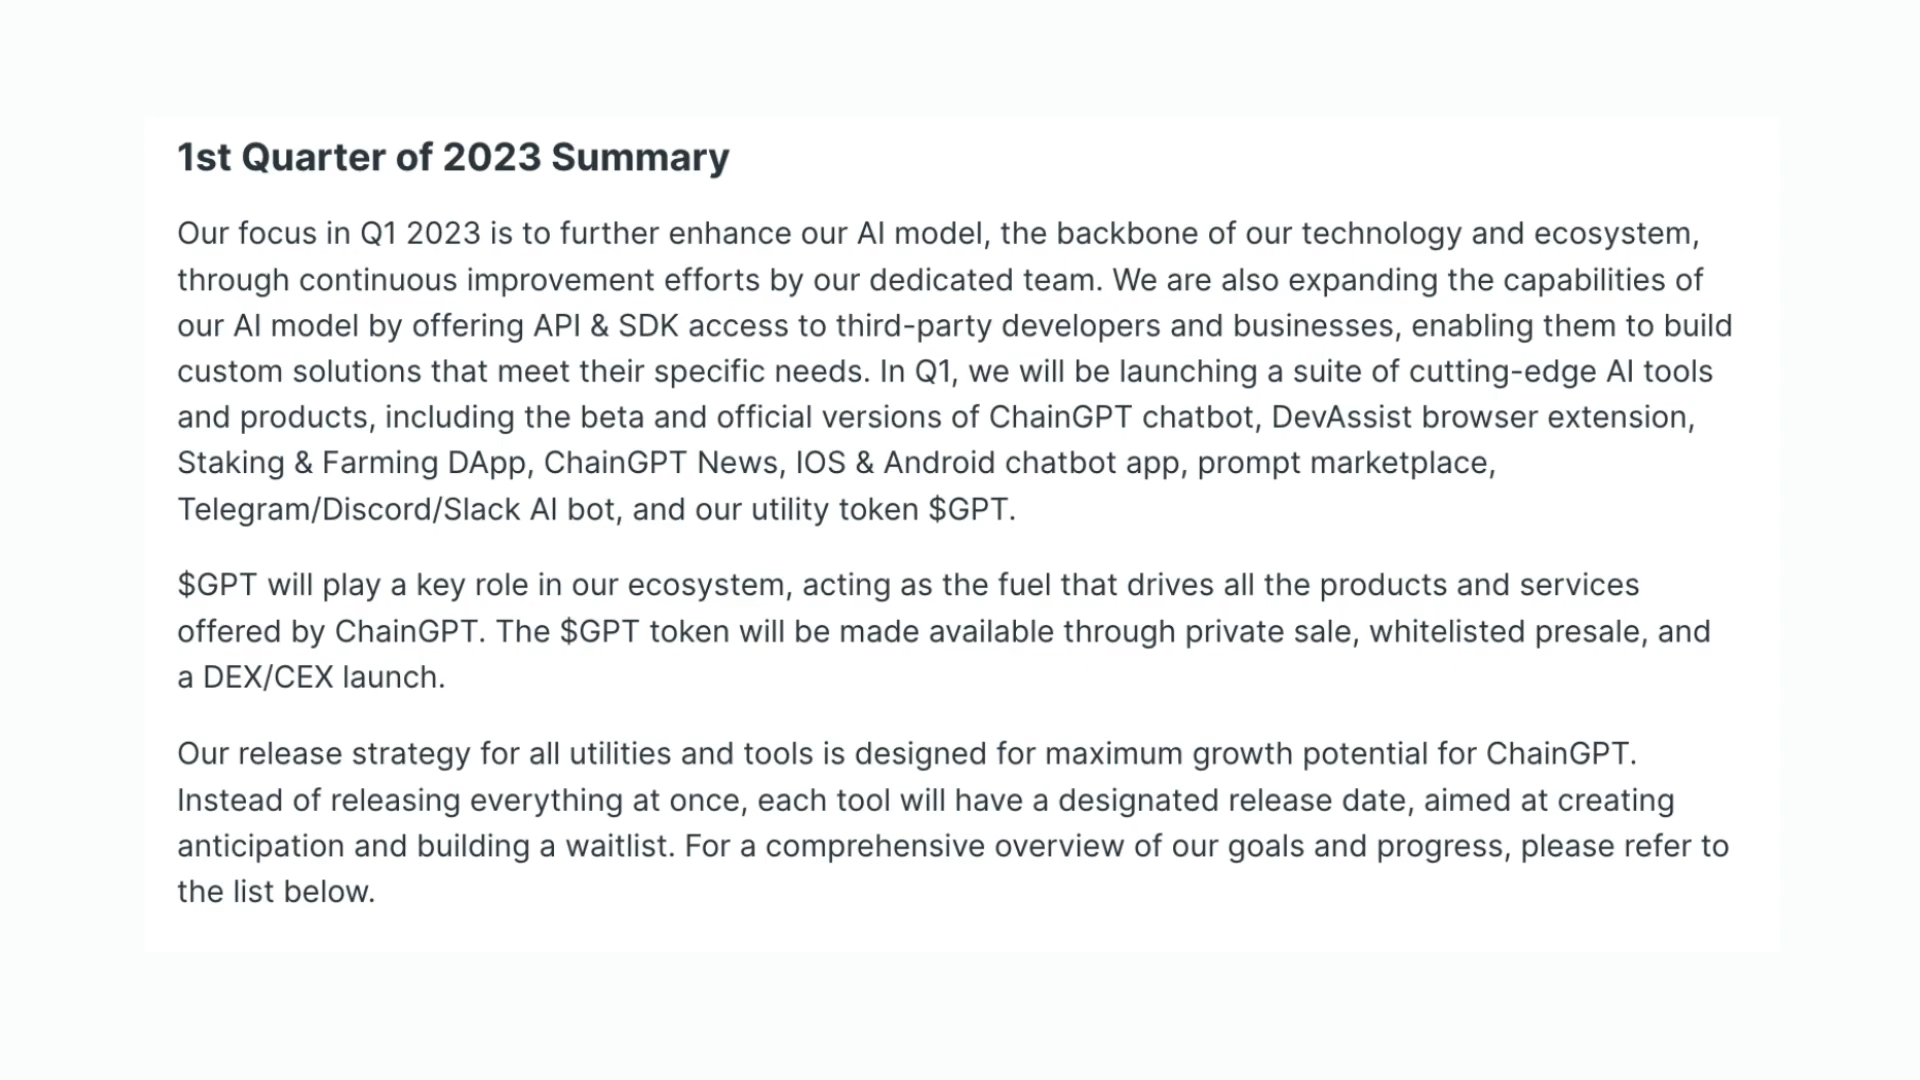 1st Quarter of 2023 Summary
Our focus in Q1 2023 is to further enhance our AI model, the backbone of our technology and ecosystem,
through continuous improvement efforts by our dedicated team. We are also expanding the capabilities of
our AI model by offering API & SDK access to third-party developers and businesses, enabling them to build
custom solutions that meet their specific needs. In Q1, we will be launching a suite of cutting-edge AI tools
and products, including the beta and official versions of ChainGPT chatbot, DevAssist browser extension,
Staking & Farming DApp, ChainGPT News, IOS & Android chatbot app, prompt marketplace,
Telegram/Discord/Slack AI bot, and our utility token $GPT.
$GPT will play a key role in our ecosystem, acting as the fuel that drives all the products and services
offered by ChainGPT. The $GPT token will be made available through private sale, whitelisted presale, and
a DEX/CEX launch.
Our release strategy for all utilities and tools is designed for maximum growth potential for ChainGPT.
Instead of releasing everything at once, each tool will have a designated release date, aimed at creating
anticipation and building a waitlist. For a comprehensive overview of our goals and progress, please refer to
the list below.